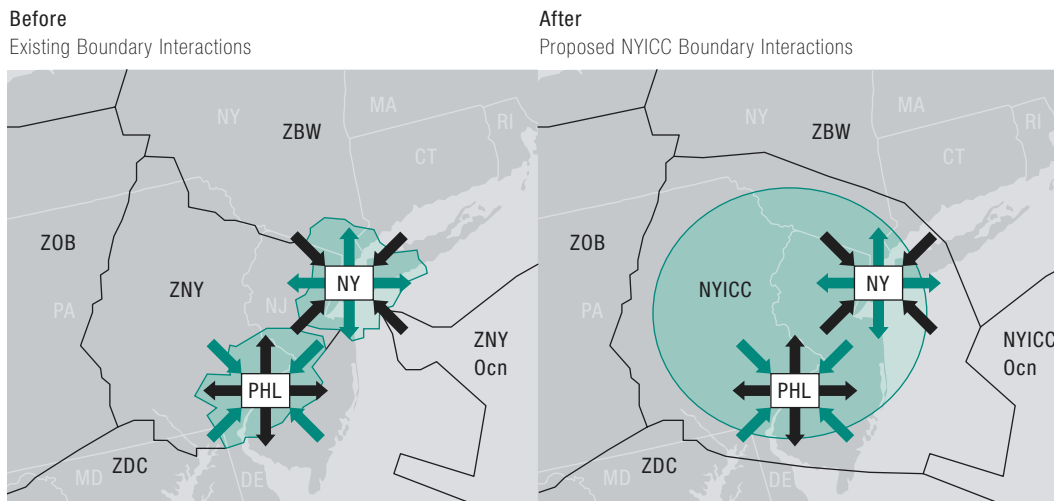 Before
Existing Boundary Interactions
NY
MA
RI
ZBW
CT
ZOB
ZNY
NY
PA
NJ
ZNY
Ocn
PHL
ZDC
MD
DE
After
Proposed NYICC Boundary Interactions
NY
MA
RI
ZBW
CT
ZOB
NYICC
NY
PA
NYICC
Ocn
PHL
ZDC
MD
DE